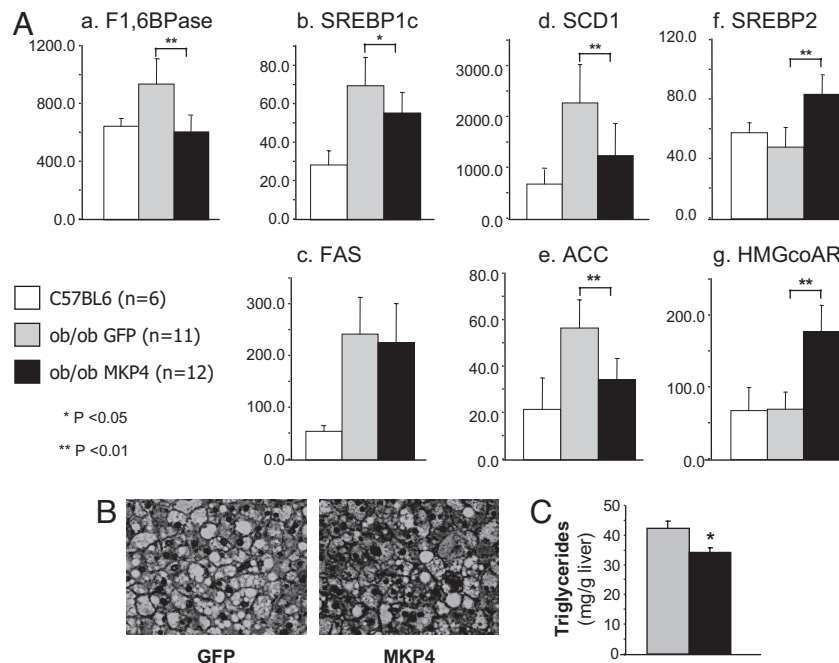 A
a. F1,6BPase
**
1200.0
900.0
600.0
300.0
0.0
b. SREBP1c
*
80.0
60.0
40.0
20.0
0.0
d. SCD1
**
3000.0
2000.0
1000.0
0.0
f. SREBP2
**
120.0
80.0
40.0
0.0
C57BL6 (n=6)
ob/ob GFP (n=11)
ob/ob MKP4 (n=12)
* P <0.05
** P <0.01
c. FAS
300.0
200.0
100.0
0.0
e. ACC
**
80.0
60.0
40.0
20.0
0.0
g. HMGcoAR
**
200.0
100.0
0.0
B
GFP
MKP4
C
Triglycerides
(mg/g liver)
50
40
30
20
10
0
*